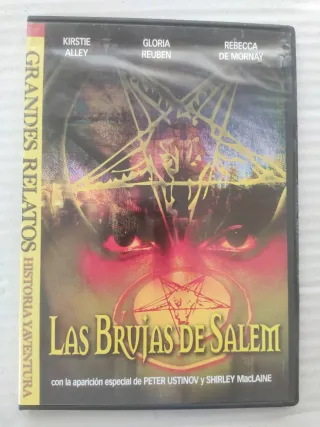 KIRSTIE
ALLEY
GLORIA
REUBEN
REBECCA
DE MORNAY
GRANDES RELATOS HISTORIA Y AVENTURA
LAS BRUJAS DE SALEM
con la aparición especial de PETER USTINOV y SHIRLEY MacLAINE